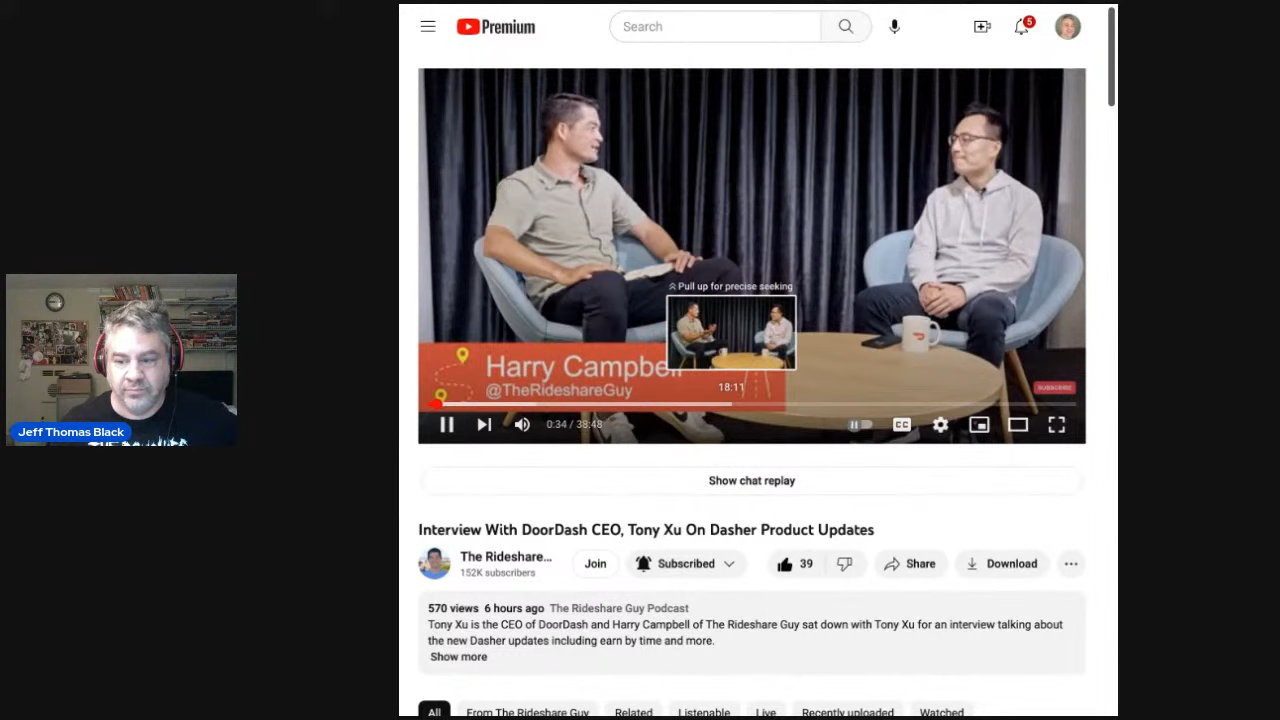 Premium
Search
5
Pull up for precise seeking
Harry Campbell
@TheRideshareGuy
18:11
SUBSCRIBE
0:34 / 38:48
CC
Show chat replay
Interview With DoorDash CEO, Tony Xu On Dasher Product Updates
The Rideshare...
152K subscribers
Join
Subscribed
39
Share
Download
570 views 6 hours ago The Rideshare Guy Podcast
Tony Xu is the CEO of DoorDash and Harry Campbell of The Rideshare Guy sat down with Tony Xu for an interview talking about
the new Dasher updates including earn by time and more.
Show more
All From The Rideshare Guy Related Listenable Live Recently uploaded Watched
Jeff Thomas Black